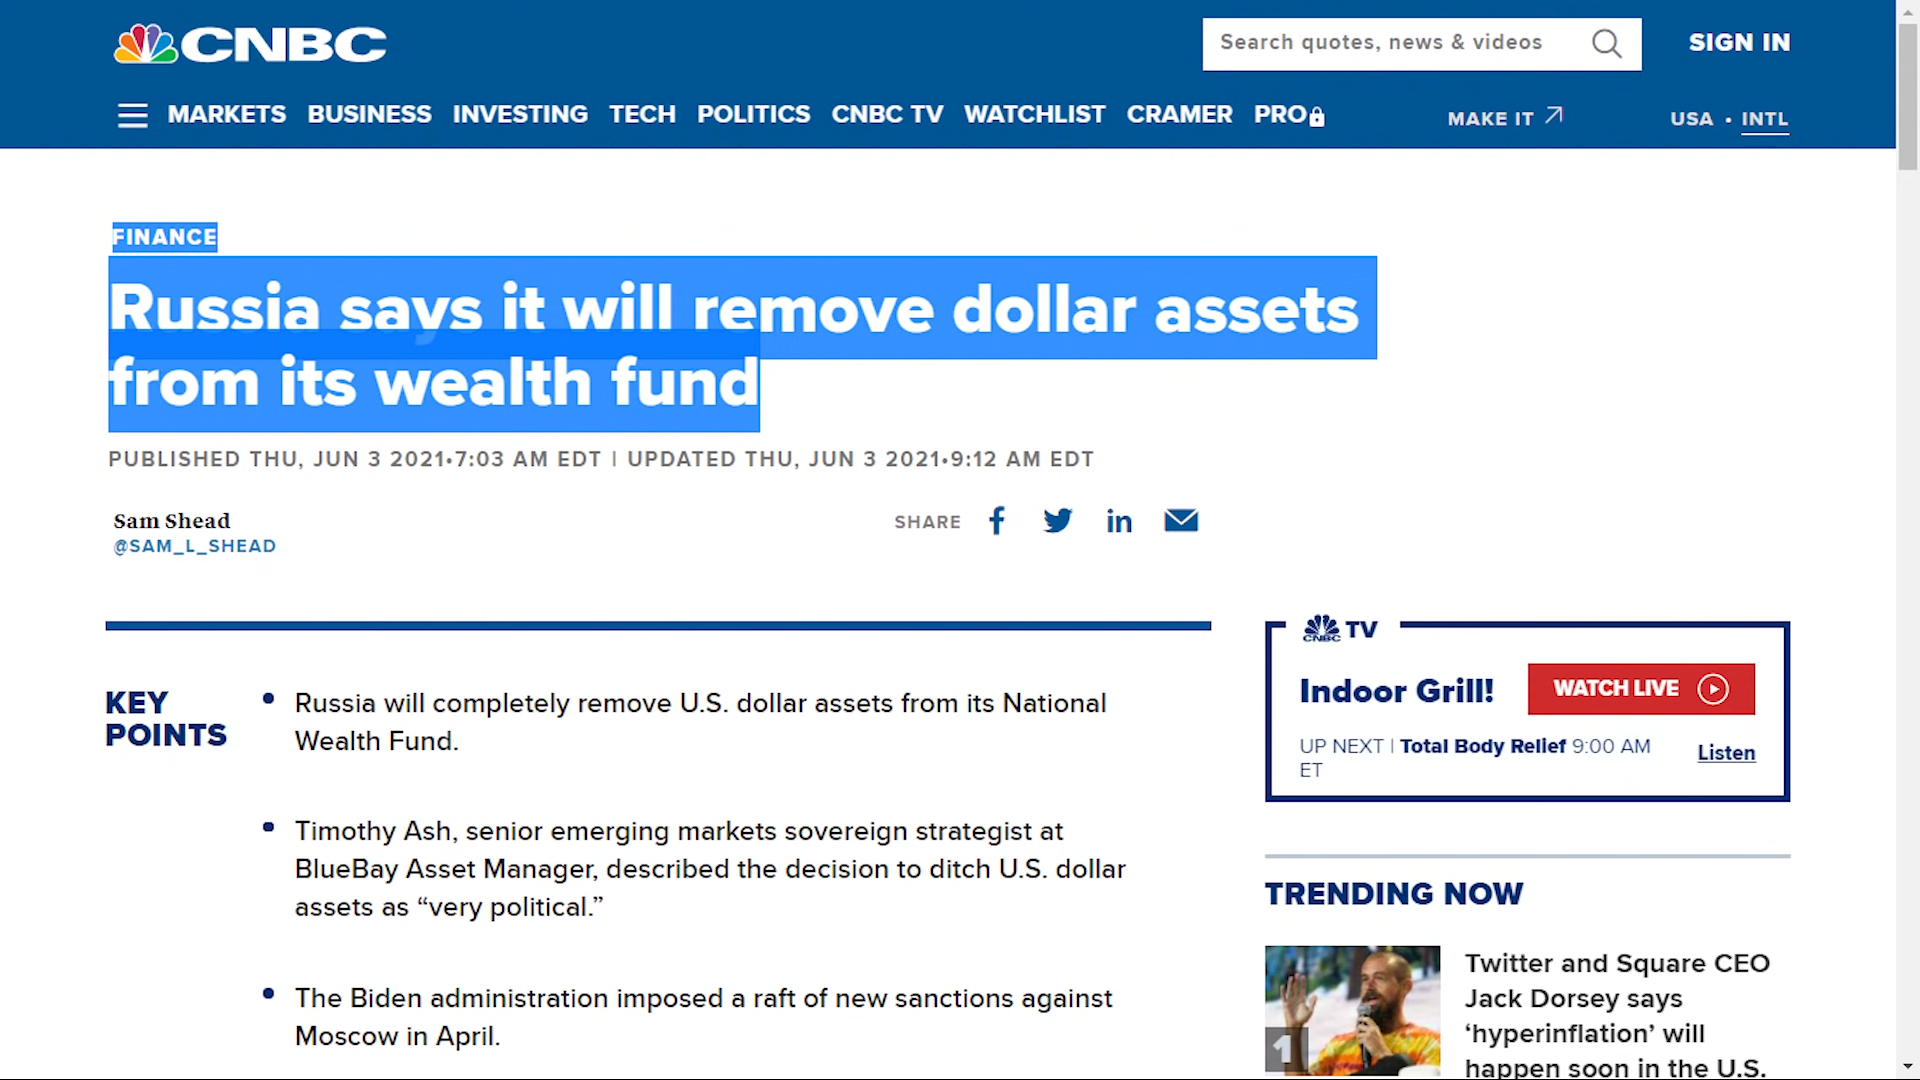 CNBC
Search quotes, news & videos
SIGN IN
MARKETS BUSINESS INVESTING TECH POLITICS CNBC TV WATCHLIST CRAMER PRO
MAKE IT
USA • INTL
FINANCE
Russia says it will remove dollar assets
from its wealth fund
PUBLISHED THU, JUN 3 2021•7:03 AM EDT | UPDATED THU, JUN 3 2021•9:12 AM EDT
Sam Shead
@SAM_L_SHEAD
SHARE
KEY
POINTS
• Russia will completely remove U.S. dollar assets from its National
Wealth Fund.
• Timothy Ash, senior emerging markets sovereign strategist at
BlueBay Asset Manager, described the decision to ditch U.S. dollar
assets as “very political.”
• The Biden administration imposed a raft of new sanctions against
Moscow in April.
CNBC TV
Indoor Grill!
WATCH LIVE
UP NEXT | Total Body Relief 9:00 AM
ET
Listen
TRENDING NOW
1
Twitter and Square CEO
Jack Dorsey says
‘hyperinflation’ will
happen soon in the U.S.